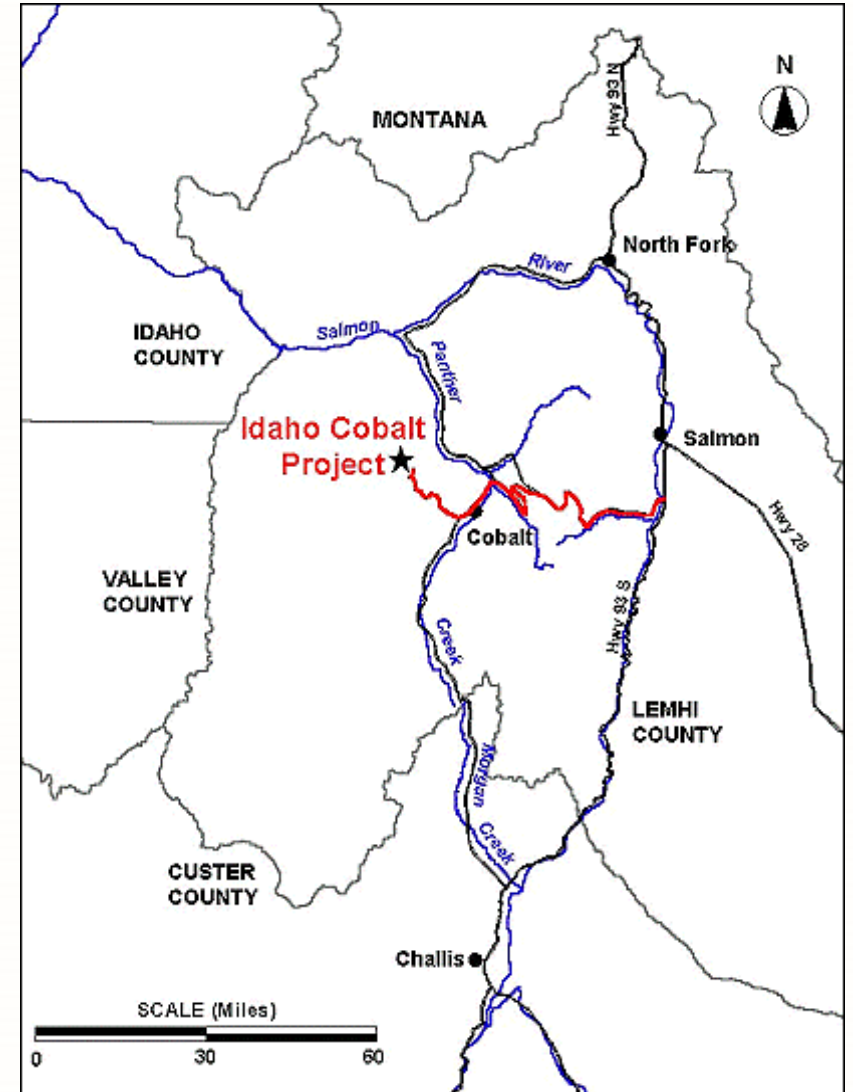 N
Hwy 93 N
MONTANA
North Fork
River
IDAHO
COUNTY
Salmon
Panther
Idaho Cobalt
Project
Salmon
Hwy 28
Cobalt
VALLEY
COUNTY
Hwy 93 S
Creek
LEMHI
COUNTY
Morgan
Creek
CUSTER
COUNTY
Challis
SCALE (Miles)
0 30 60